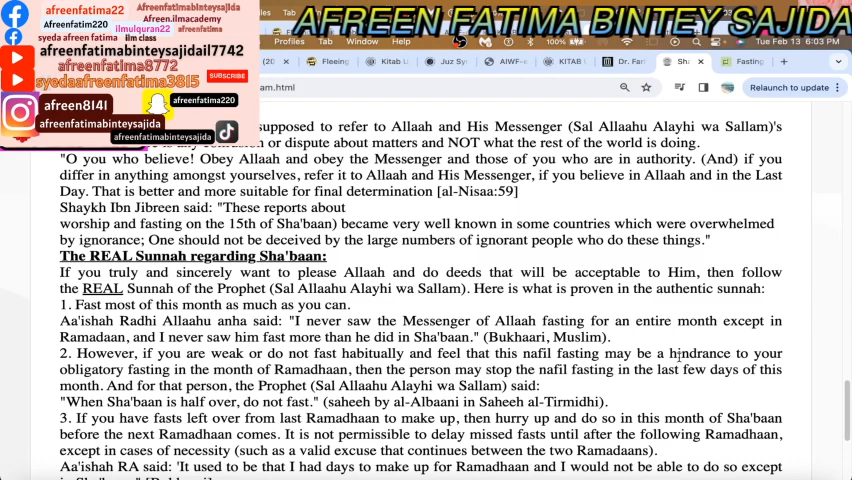 AFREEN FATIMA BINTEY SAJIDA
afreen fatima22
Afreenfatimabinteysajida
Afreen.ilmacademy
afreenfatima220
ilmulquran22
afreenfatima
syeda afreen fatima
ilm class
afreenfatimabinteysajidail7742
afreenfatima8772
syedaafreenfatima3815
SUBSCRIBE
afreen8141
afreenfatima220
afreenfatimabinteysajida
afreenfatimabinteysajida
Profiles Tab Window Help
100%
Tue Feb 13 6:03 PM
Fleeing
Kitab L
Juz Sy
AIWF-e
KITAB
Dr. Far
Sha
Fasting
am.html
Relaunch to update
supposed to refer to Allaah and His Messenger (Sal Allaahu Alayhi wa Sallam)'s
or dispute about matters and NOT what the rest of the world is doing.
"O you who believe! Obey Allaah and obey the Messenger and those of you who are in authority. (And) if you
differ in anything amongst yourselves, refer it to Allaah and His Messenger, if you believe in Allaah and in the Last
Day. That is better and more suitable for final determination [al-Nisaa:59]
Shaykh Ibn Jibreen said: "These reports about
worship and fasting on the 15th of Sha'baan) became very well known in some countries which were overwhelmed
by ignorance; One should not be deceived by the large numbers of ignorant people who do these things."
The REAL Sunnah regarding Sha'baan:
If you truly and sincerely want to please Allaah and do deeds that will be acceptable to Him, then follow
the REAL Sunnah of the Prophet (Sal Allaahu Alayhi wa Sallam). Here is what is proven in the authentic sunnah:
1. Fast most of this month as much as you can.
Aa'ishah Radhi Allaahu anha said: "I never saw the Messenger of Allaah fasting for an entire month except in
Ramadaan, and I never saw him fast more than he did in Sha'baan." (Bukhaari, Muslim).
2. However, if you are weak or do not fast habitually and feel that this nafil fasting may be a hindrance to your
obligatory fasting in the month of Ramadhaan, then the person may stop the nafil fasting in the last few days of this
month. And for that person, the Prophet (Sal Allaahu Alayhi wa Sallam) said:
"When Sha'baan is half over, do not fast." (saheeh by al-Albaani in Saheeh al-Tirmidhi).
3. If you have fasts left over from last Ramadhaan to make up, then hurry up and do so in this month of Sha'baan
before the next Ramadhaan comes. It is not permissible to delay missed fasts until after the following Ramadhaan,
except in cases of necessity (such as a valid excuse that continues between the two Ramadaans).
Aa'ishah RA said: 'It used to be that I had days to make up for Ramadhaan and I would not be able to do so except